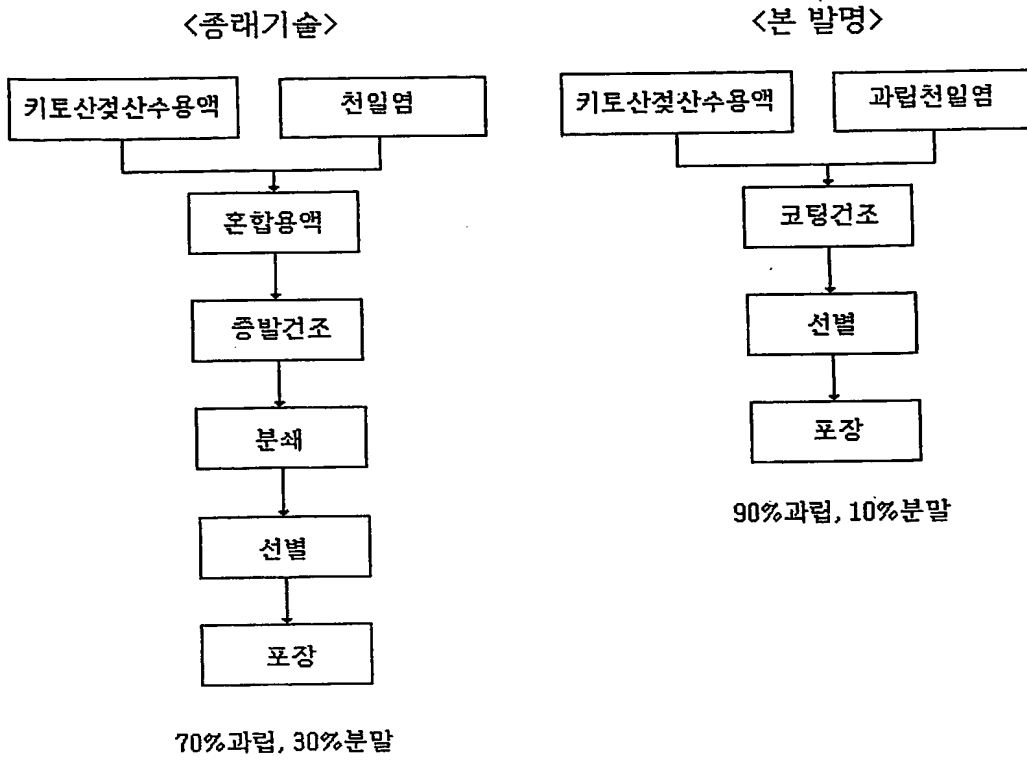 <종래기술>
키토산젖산수용액
천일염
혼합용액
증발건조
분쇄
선별
포장
70%과립, 30%분말
<본 발명>
키토산젖산수용액
과립천일염
코팅건조
선별
포장
90%과립, 10%분말